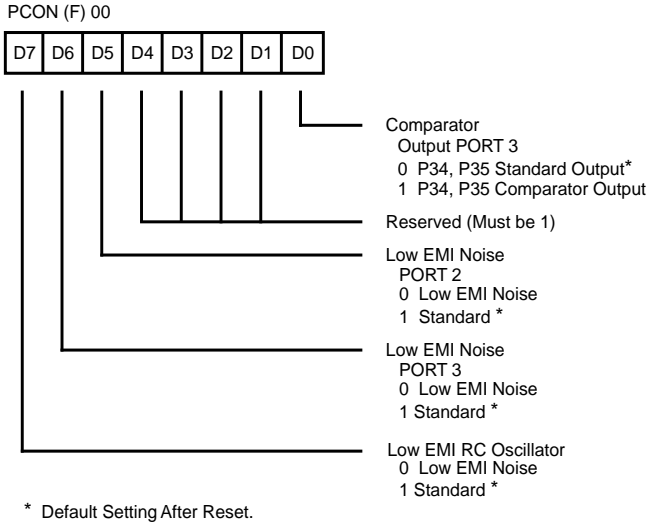 PCON (F) 00
D7 D6 D5 D4 D3 D2 D1 D0
Comparator
Output PORT 3
0 P34, P35 Standard Output*
1 P34, P35 Comparator Output
Reserved (Must be 1)
Low EMI Noise
PORT 2
0 Low EMI Noise
1 Standard *
Low EMI Noise
PORT 3
0 Low EMI Noise
1 Standard *
Low EMI RC Oscillator
0 Low EMI Noise
1 Standard *
* Default Setting After Reset.